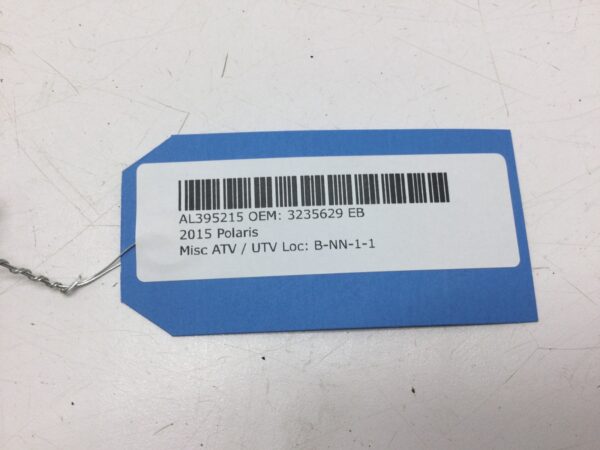 AL395215 OEM: 3235629 EB
2015 Polaris
Misc ATV / UTV Loc: B-NN-1-1